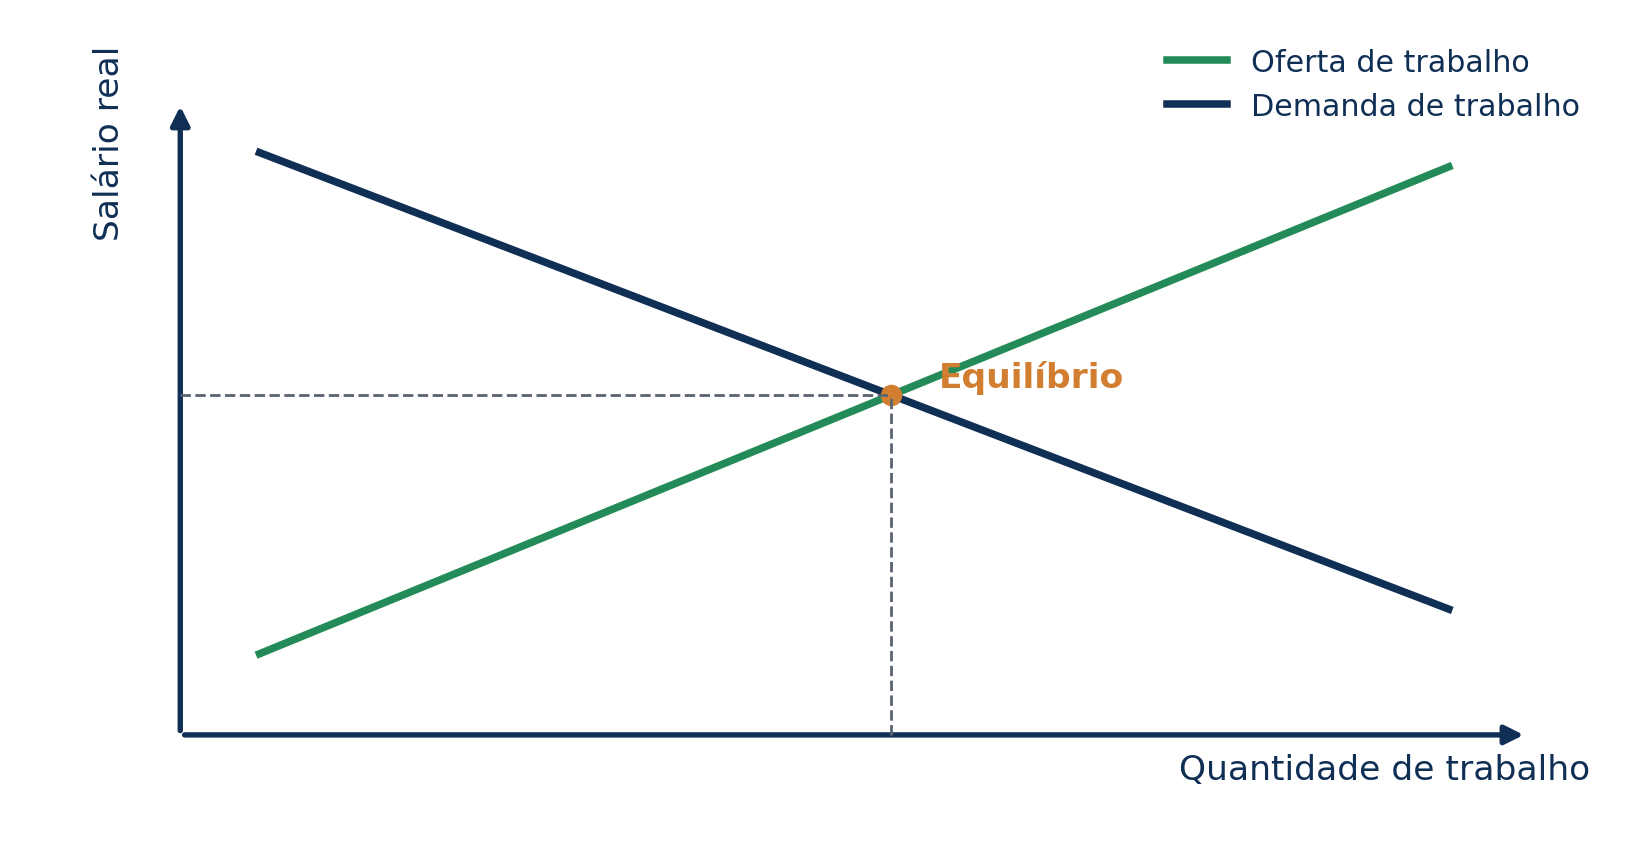 Salário real
Oferta de trabalho
Demanda de trabalho
Equilíbrio
Quantidade de trabalho